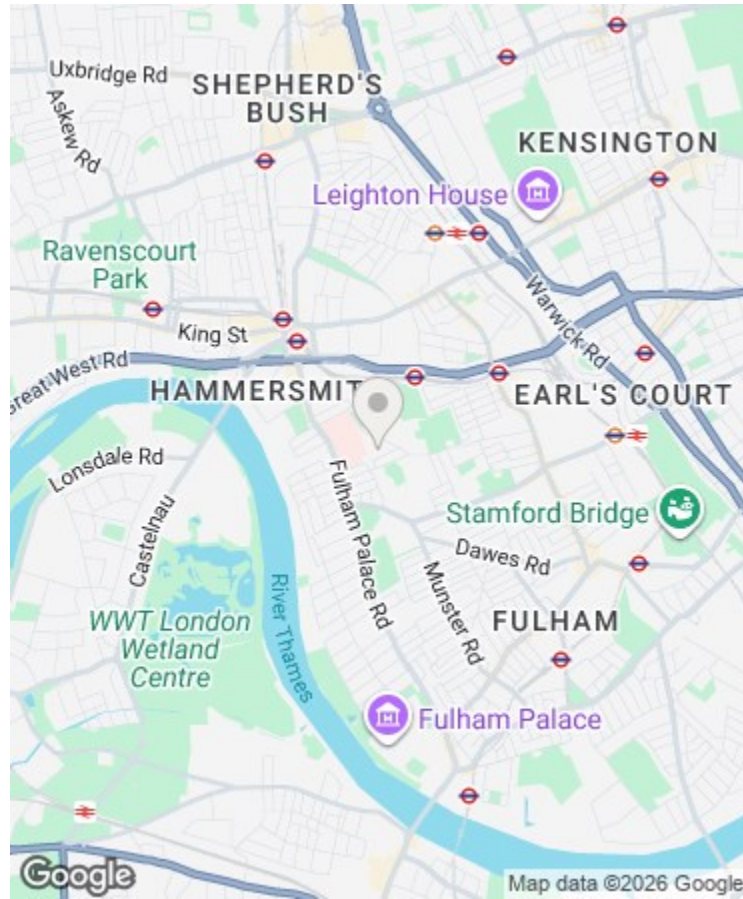 Uxbridge Rd
SHEPHERD'S
BUSH
Askew Rd
KENSINGTON
Leighton House
Ravenscourt
Park
King St
Warwick Rd
Great West Rd
HAMMERSMIT
EARL'S COURT
Lonsdale Rd
Fulham Palace Rd
Castelnau
Stamford Bridge
Dawes Rd
Munster Rd
River Thames
WWT London
Wetland
Centre
FULHAM
Fulham Palace
Google
Map data ©2026 Google